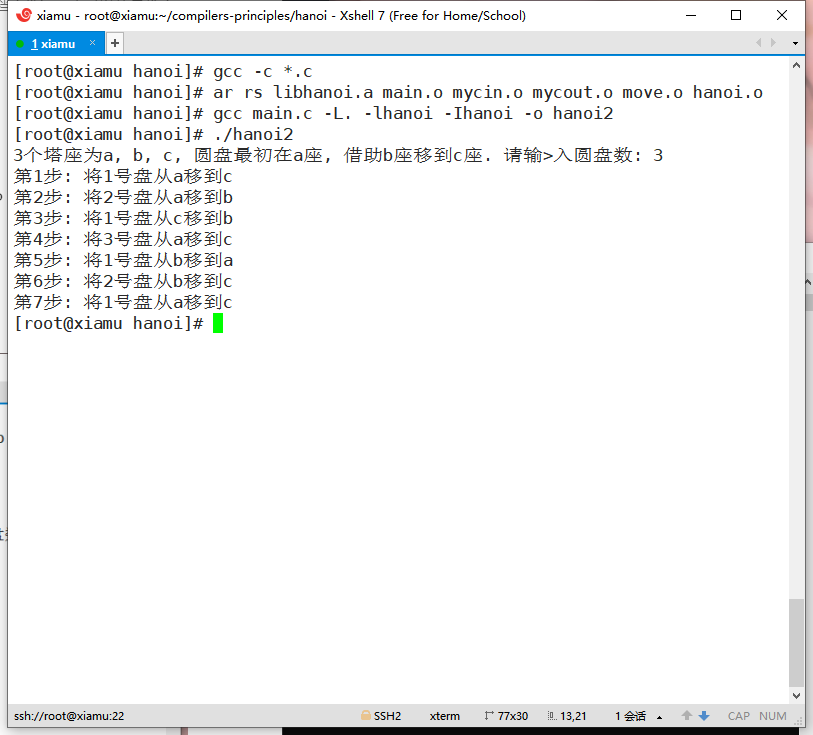 xiamu - root@xiamu:~/compilers-principles/hanoi - Xshell 7 (Free for Home/School)
1 xiamu × +
[root@xiamu hanoi]# gcc -c *.c
[root@xiamu hanoi]# ar rs libhanoi.a main.o mycin.o mycout.o move.o hanoi.o
[root@xiamu hanoi]# gcc main.c -L. -lhanoi -Ihanoi -o hanoi2
[root@xiamu hanoi]# ./hanoi2
3个塔座为a, b, c, 圆盘最初在a座, 借助b座移到c座. 请输>入圆盘数: 3
第1步: 将1号盘从a移到c
第2步: 将2号盘从a移到b
第3步: 将1号盘从c移到b
第4步: 将3号盘从a移到c
第5步: 将1号盘从b移到a
第6步: 将2号盘从b移到c
第7步: 将1号盘从a移到c
[root@xiamu hanoi]#
ssh://root@xiamu:22 SSH2 xterm 77x30 13,21 1 会话 CAP NUM